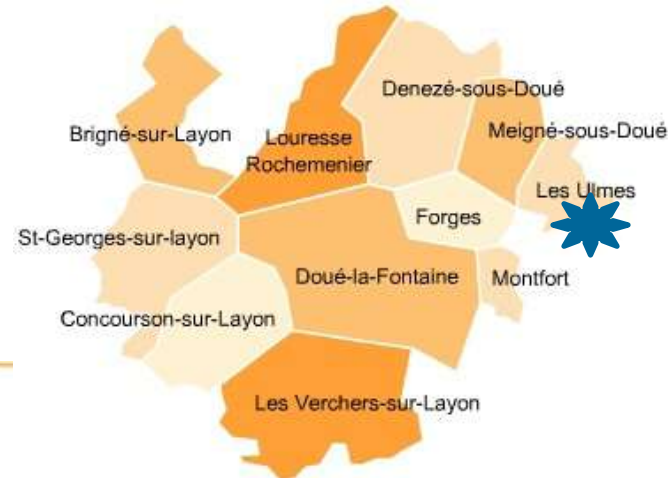 Denezé-sous-Doué
Brigné-sur-Layon
Louresse
Rochemenier
Meigné-sous-Doué
Les Ulmes
Forges
St-Georges-sur-layon
Doué-la-Fontaine
Montfort
Concourson-sur-Layon
Les Verchers-sur-Layon